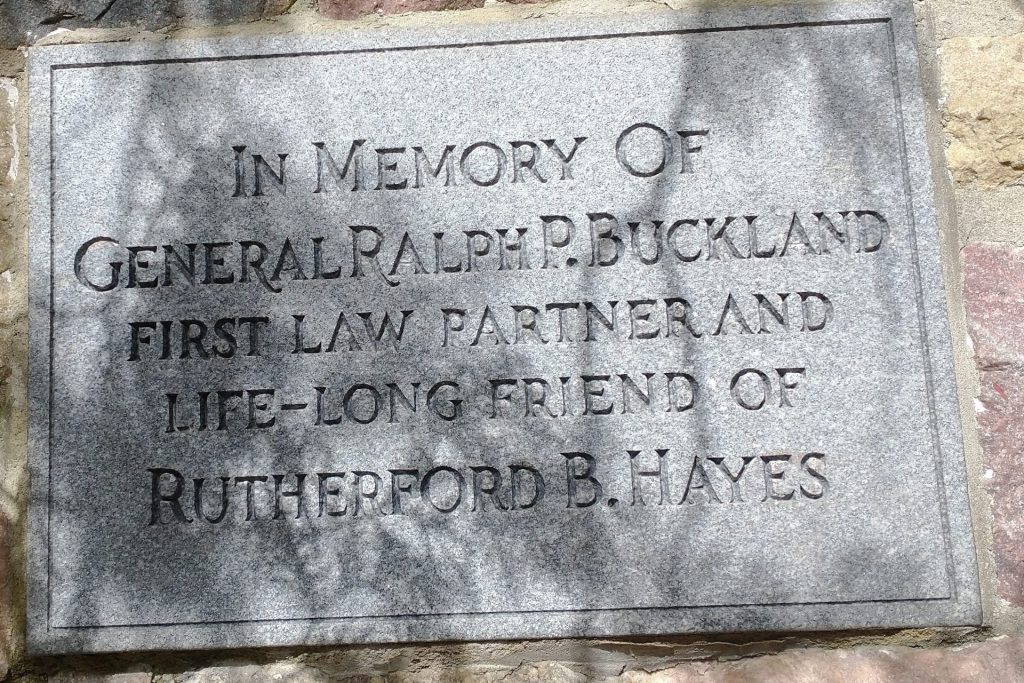 In Memory Of
General Ralph P. Buckland
first law partner and
life-long friend of
Rutherford B. Hayes